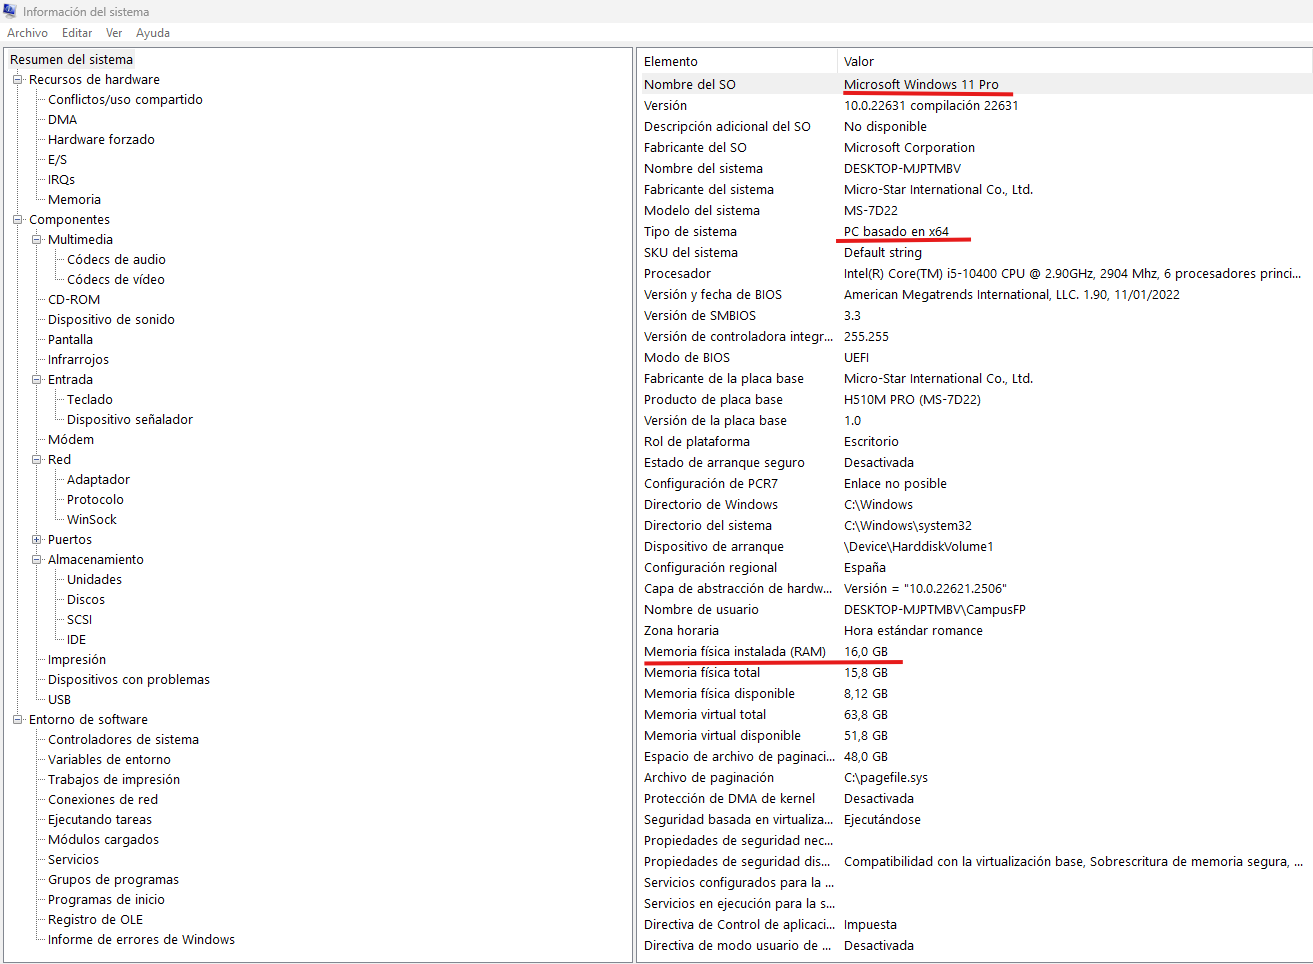 Información del sistema
Archivo Editar Ver Ayuda
Resumen del sistema
Recursos de hardware
Conflictos/uso compartido
DMA
Hardware forzado
E/S
IRQs
Memoria
Componentes
Multimedia
Códecs de audio
Códecs de vídeo
CD-ROM
Dispositivo de sonido
Pantalla
Infrarrojos
Entrada
Teclado
Dispositivo señalador
Módem
Red
Adaptador
Protocolo
WinSock
Puertos
Almacenamiento
Unidades
Discos
SCSI
IDE
Impresión
Dispositivos con problemas
USB
Entorno de software
Controladores de sistema
Variables de entorno
Trabajos de impresión
Conexiones de red
Ejecutando tareas
Módulos cargados
Servicios
Grupos de programas
Programas de inicio
Registro de OLE
Informe de errores de Windows
Elemento Valor
Nombre del SO Microsoft Windows 11 Pro
Versión 10.0.22631 compilación 22631
Descripción adicional del SO No disponible
Fabricante del SO Microsoft Corporation
Nombre del sistema DESKTOP-MJPTMBV
Fabricante del sistema Micro-Star International Co., Ltd.
Modelo del sistema MS-7D22
Tipo de sistema PC basado en x64
SKU del sistema Default string
Procesador Intel(R) Core(TM) i5-10400 CPU @ 2.90GHz, 2904 Mhz, 6 procesadores princi...
Versión y fecha de BIOS American Megatrends International, LLC. 1.90, 11/01/2022
Versión de SMBIOS 3.3
Versión de controladora integr... 255.255
Modo de BIOS UEFI
Fabricante de la placa base Micro-Star International Co., Ltd.
Producto de placa base H510M PRO (MS-7D22)
Versión de la placa base 1.0
Rol de plataforma Escritorio
Estado de arranque seguro Desactivada
Configuración de PCR7 Enlace no posible
Directorio de Windows C:\Windows
Directorio del sistema C:\Windows\system32
Dispositivo de arranque \Device\HarddiskVolume1
Configuración regional España
Capa de abstracción de hardw... Versión = "10.0.22621.2506"
Nombre de usuario DESKTOP-MJPTMBV\CampusFP
Zona horaria Hora estándar romance
Memoria física instalada (RAM) 16,0 GB
Memoria física total 15,8 GB
Memoria física disponible 8,12 GB
Memoria virtual total 63,8 GB
Memoria virtual disponible 51,8 GB
Espacio de archivo de paginaci... 48,0 GB
Archivo de paginación C:\pagefile.sys
Protección de DMA de kernel Desactivada
Seguridad basada en virtualiza... Ejecutándose
Propiedades de seguridad nec...
Propiedades de seguridad dis... Compatibilidad con la virtualización base, Sobrescritura de memoria segura, ...
Servicios configurados para la ...
Servicios en ejecución para la s...
Directiva de Control de aplicaci... Impuesta
Directiva de modo usuario de ... Desactivada